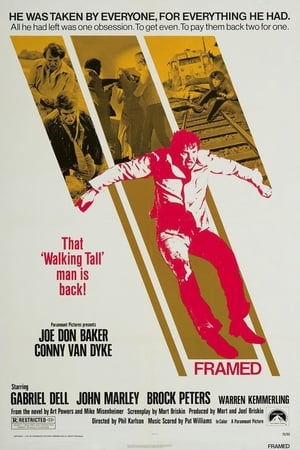 HE WAS TAKEN BY EVERYONE, FOR EVERYTHING HE HAD.
All he had left was one obsession. To get even. To pay them back two for one.
That
'Walking Tall'
man is
back!
Paramount Pictures presents
JOE DON BAKER
CONNY VAN DYKE
FRAMED
Starring
GABRIEL DELL JOHN MARLEY BROCK PETERS WARREN KEMMERLING
From the novel by Art Powers and Mike Misenheimer Screenplay by Mort Briskin Produced by Mort and Joel Briskin
Directed by Phil Karlson Music Scored by Pat Williams In Color A Paramount Picture
R RESTRICTED